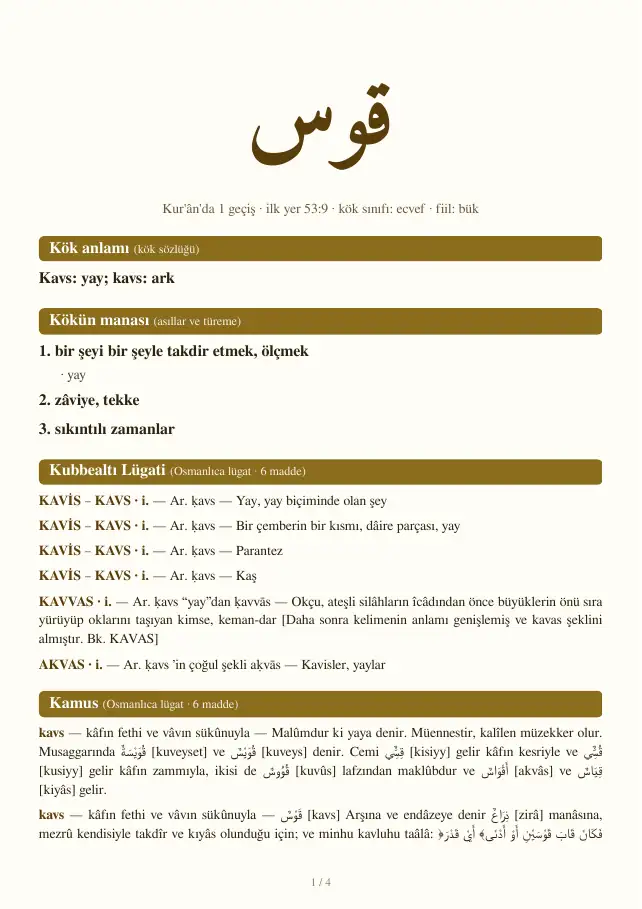 قوس
Kur'ân'da 1 geçiş · ilk yer 53:9 · kök sınıfı: ecvef · fiil: bük
Kök anlamı (kök sözlüğü)
Kavs: yay; kavs: ark
Kökün manası (asıllar ve türeme)
1. bir şeyi bir şeyle takdir etmek, ölçmek
· yay
2. zâviye, tekke
3. sıkıntılı zamanlar
Kubbealtı Lügati (Osmanlıca lügat · 6 madde)
KAVİS – KAVS · i. — Ar. ḳavs — Yay, yay biçiminde olan şey
KAVİS – KAVS · i. — Ar. ḳavs — Bir çemberin bir kısmı, dâire parçası, yay
KAVİS – KAVS · i. — Ar. ḳavs — Parantez
KAVİS – KAVS · i. — Ar. ḳavs — Kaş
KAVVAS · i. — Ar. ḳavs “yay”dan ḳavvās — Okçu, ateşli silâhların îcâdından önce büyüklerin önü sıra
yürüyüp oklarını taşıyan kimse, keman-dar [Daha sonra kelimenin anlamı genişlemiş ve kavas şeklini
almıştır. Bk. KAVAS]
AKVAS · i. — Ar. ḳavs ’in çoğul şekli aḳvās — Kavisler, yaylar
Kamus (Osmanlıca lügat · 6 madde)
kavs — kâfın fethi ve vâvın sükûnuyla — Malûmdur ki yaya denir. Müennestir, kalîlen müzekker olur.
Musaggarında قُوَيْسَةٌ [kuveyset] ve قُوَيْسٌ [kuveys] denir. Cemi قِسِيٌّ [kisiyy] gelir kâfın kesriyle ve قُسِيٌّ
[kusiyy] gelir kâfın zammıyla, ikisi de قُوُوسٌ [kuvûs] lafzından maklûbdur ve أَقْوَاسٌ [akvâs] ve قِيَاسٌ
[kiyâs] gelir.
kavs — kâfın fethi ve vâvın sükûnuyla — قَوْسٌ [kavs] Arşına ve endâzeye denir ذِرَاعٌ [zirâ] manâsına,
mezrû kendisiyle takdîr ve kıyâs olunduğu için; ve minhu kavluhu taâlâ: ﴿فَكَانَ قَابَ قَوْسَيْنِ أَوْ أَدْنَى﴾ أَيْ قَدْرَ
1 / 4